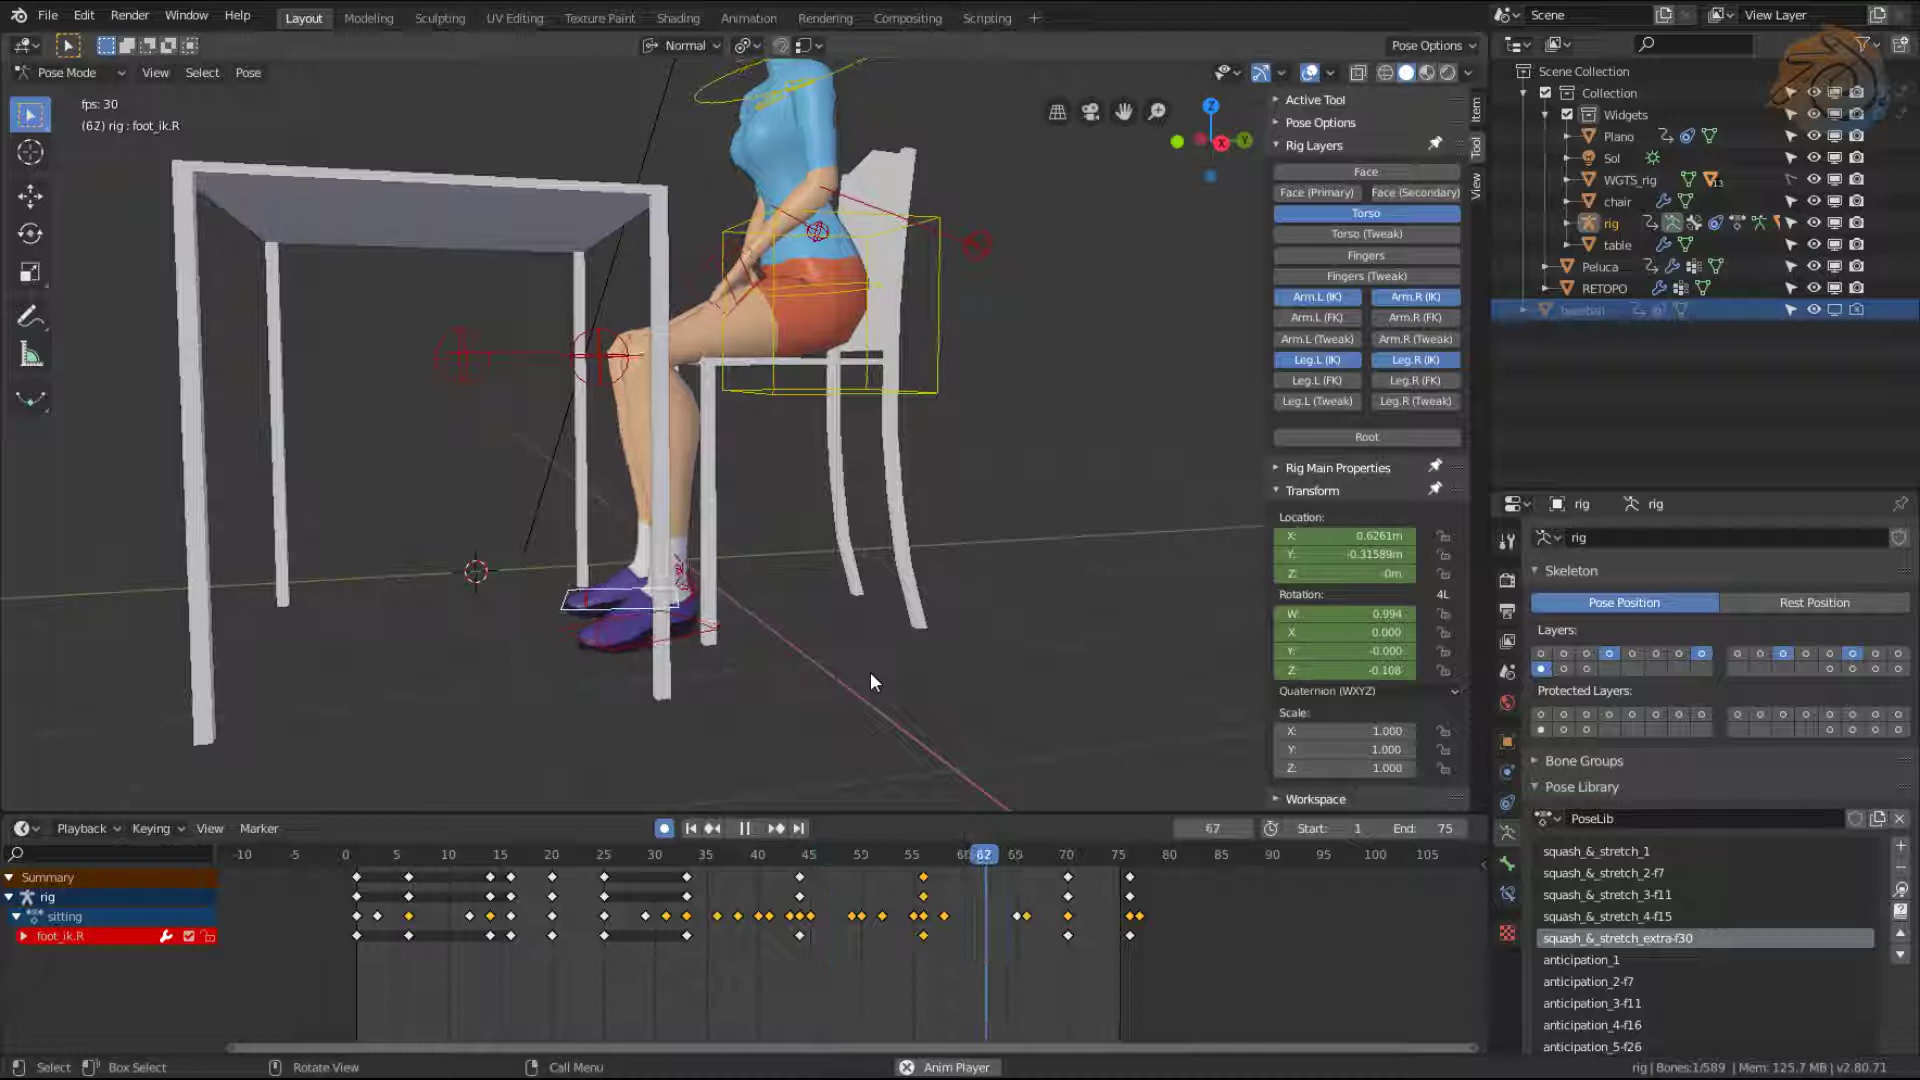 File Edit Render Window Help Layout Modeling Sculpting UV Editing Texture Paint Shading Animation Rendering Compositing Scripting + Scene View Layer
Normal Pose Options
Pose Mode View Select Pose
fps: 30
(62) rig : foot_ik.R
Z
X
Y
Active Tool
Pose Options
Rig Layers
Face
Face (Primary) Face (Secondary)
Torso
Torso (Tweak)
Fingers
Fingers (Tweak)
Arm.L (IK) Arm.R (IK)
Arm.L (FK) Arm.R (FK)
Arm.L (Tweak) Arm.R (Tweak)
Leg.L (IK) Leg.R (IK)
Leg.L (FK) Leg.R (FK)
Leg.L (Tweak) Leg.R (Tweak)
Root
Rig Main Properties
Transform
Location:
X: 0.6261m
Y: -0.31589m
Z: -0m
Rotation: 4L
W: 0.994
X: 0.000
Y: -0.000
Z: -0.108
Quaternion (WXYZ)
Scale:
X: 1.000
Y: 1.000
Z: 1.000
Workspace
Item
Tool
View
Scene Collection
Collection
Widgets
Plano
Sol
WGTS_rig 13
chair
rig
table
Peluca
RETOPO
rig rig
rig
Skeleton
Pose Position Rest Position
Layers:
Protected Layers:
Bone Groups
Pose Library
PoseLib
squash_&_stretch_1
squash_&_stretch_2-f7
squash_&_stretch_3-f11
squash_&_stretch_4-f15
squash_&_stretch_extra-f30
anticipation_1
anticipation_2-f7
anticipation_3-f11
anticipation_4-f16
anticipation_5-f26
Playback Keying View Marker 67 Start: 1 End: 75
-10 -5 0 5 10 15 20 25 30 35 40 45 50 55 62 65 70 75 80 85 90 95 100 105
Summary
rig
sitting
foot_ik.R
Select Box Select Rotate View Call Menu Anim Player rig | Bones:1/589 | Mem: 125.7 MB | v2.80.71